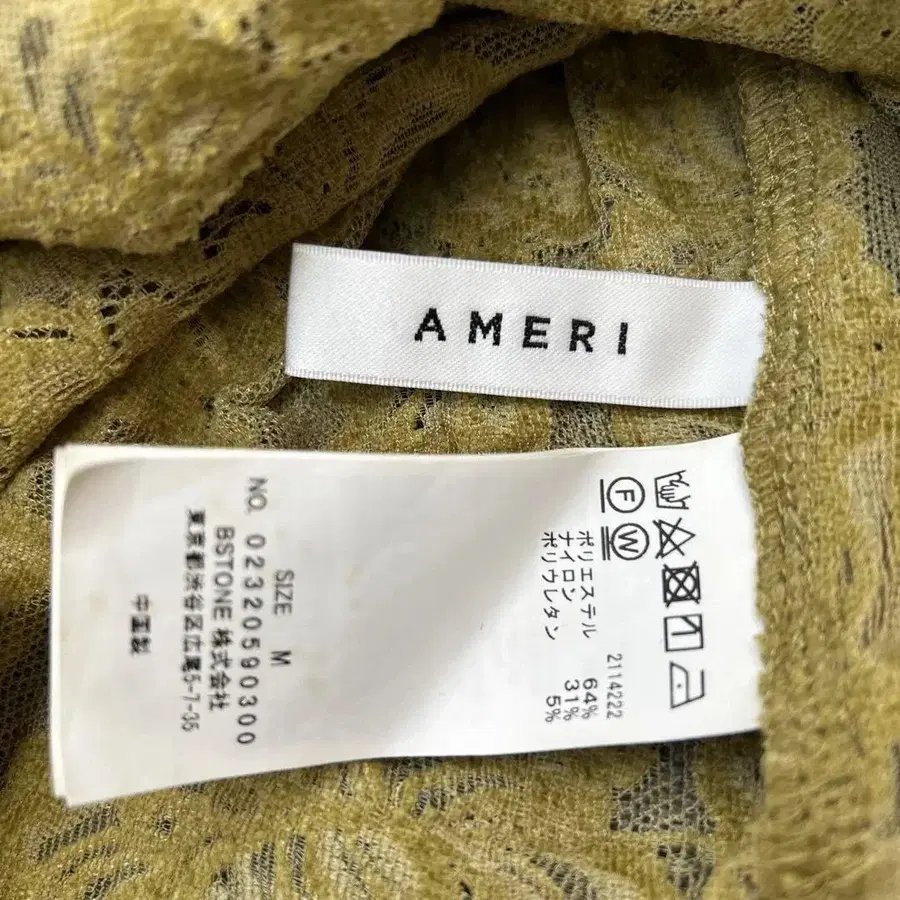 AMERI
2114222
ポリエステル 64%
ナイロン 31%
ポリウレタン 5%
SIZE M
NO. 02320590300
BSTONE 株式会社
東京都渋谷区広尾5-7-35
中国製
F
W